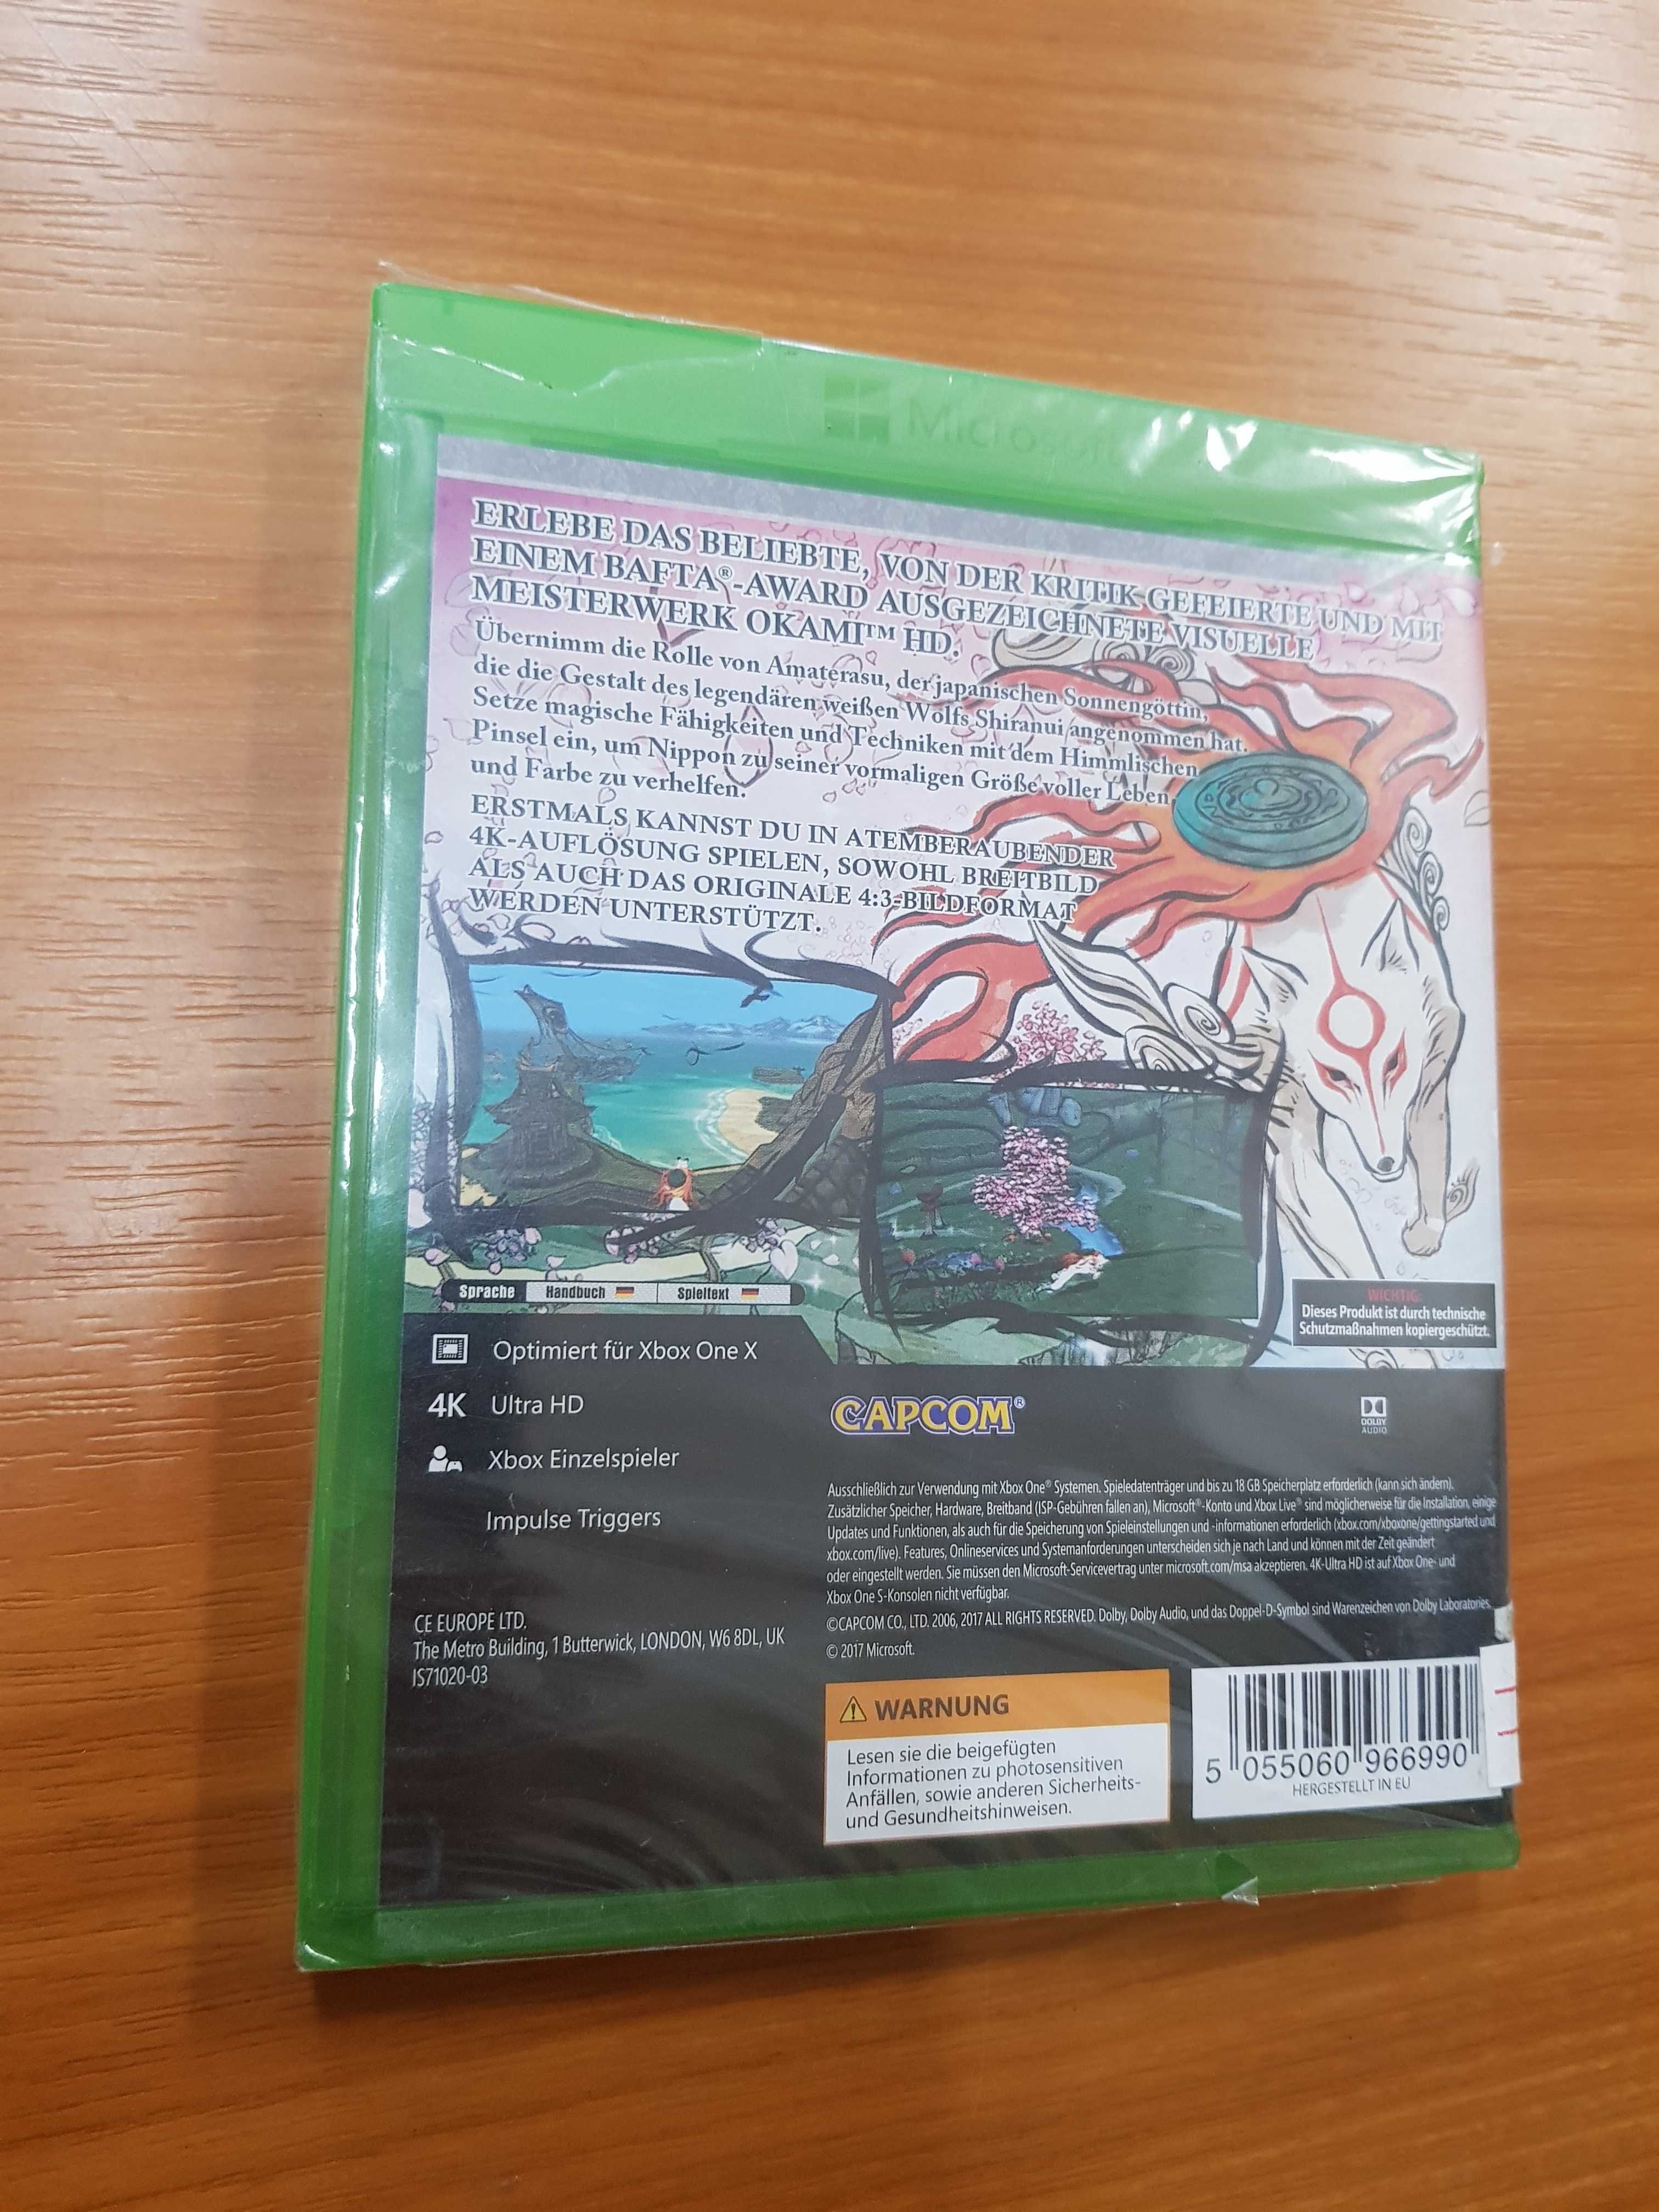 Microsoft
ERLEBE DAS BELIEBTE, VON DER KRITIK GEFEIERTE UND MIT
EINEM BAFTA®-AWARD AUSGEZEICHNETE VISUELLE
MEISTERWERK OKAMI™ HD.
Übernimm die Rolle von Amaterasu, der japanischen Sonnengöttin,
die die Gestalt des legendären weißen Wolfs Shiranui angenommen hat.
Setze magische Fähigkeiten und Techniken mit dem Himmlischen
Pinsel ein, um Nippon zu seiner vormaligen Größe voller Leben
und Farbe zu verhelfen.
ERSTMALS KANNST DU IN ATEMBERAUBENDER
4K-AUFLÖSUNG SPIELEN, SOWOHL BREITBILD
ALS AUCH DAS ORIGINALE 4:3-BILDFORMAT
WERDEN UNTERSTÜTZT.
Sprache Handbuch Spieltext
WICHTIG:
Dieses Produkt ist durch technische
Schutzmaßnahmen kopiergeschützt.
Optimiert für Xbox One X
4K Ultra HD
Xbox Einzelspieler
Impulse Triggers
CAPCOM®
DOLBY
AUDIO
Ausschließlich zur Verwendung mit Xbox One® Systemen. Spieledatenträger und bis zu 18 GB Speicherplatz erforderlich (kann sich ändern).
Zusätzlicher Speicher, Hardware, Breitband (ISP-Gebühren fallen an), Microsoft®-Konto und Xbox Live® sind möglicherweise für die Installation, einige
Updates und Funktionen, als auch für die Speicherung von Spieleinstellungen und -informationen erforderlich (xbox.com/xboxone/gettingstarted und
xbox.com/live). Features, Onlineservices und Systemanforderungen unterscheiden sich je nach Land und können mit der Zeit geändert
oder eingestellt werden. Sie müssen den Microsoft-Servicevertrag unter microsoft.com/msa akzeptieren. 4K-Ultra HD ist auf Xbox One- und
Xbox One S-Konsolen nicht verfügbar.
©CAPCOM CO., LTD. 2006, 2017 ALL RIGHTS RESERVED. Dolby, Dolby Audio, und das Doppel-D-Symbol sind Warenzeichen von Dolby Laboratories.
© 2017 Microsoft.
CE EUROPE LTD.
The Metro Building, 1 Butterwick, LONDON, W6 8DL, UK
IS71020-03
WARNUNG
Lesen sie die beigefügten
Informationen zu photosensitiven
Anfällen, sowie anderen Sicherheits-
und Gesundheitshinweisen.
5 055060 966990
HERGESTELLT IN EU